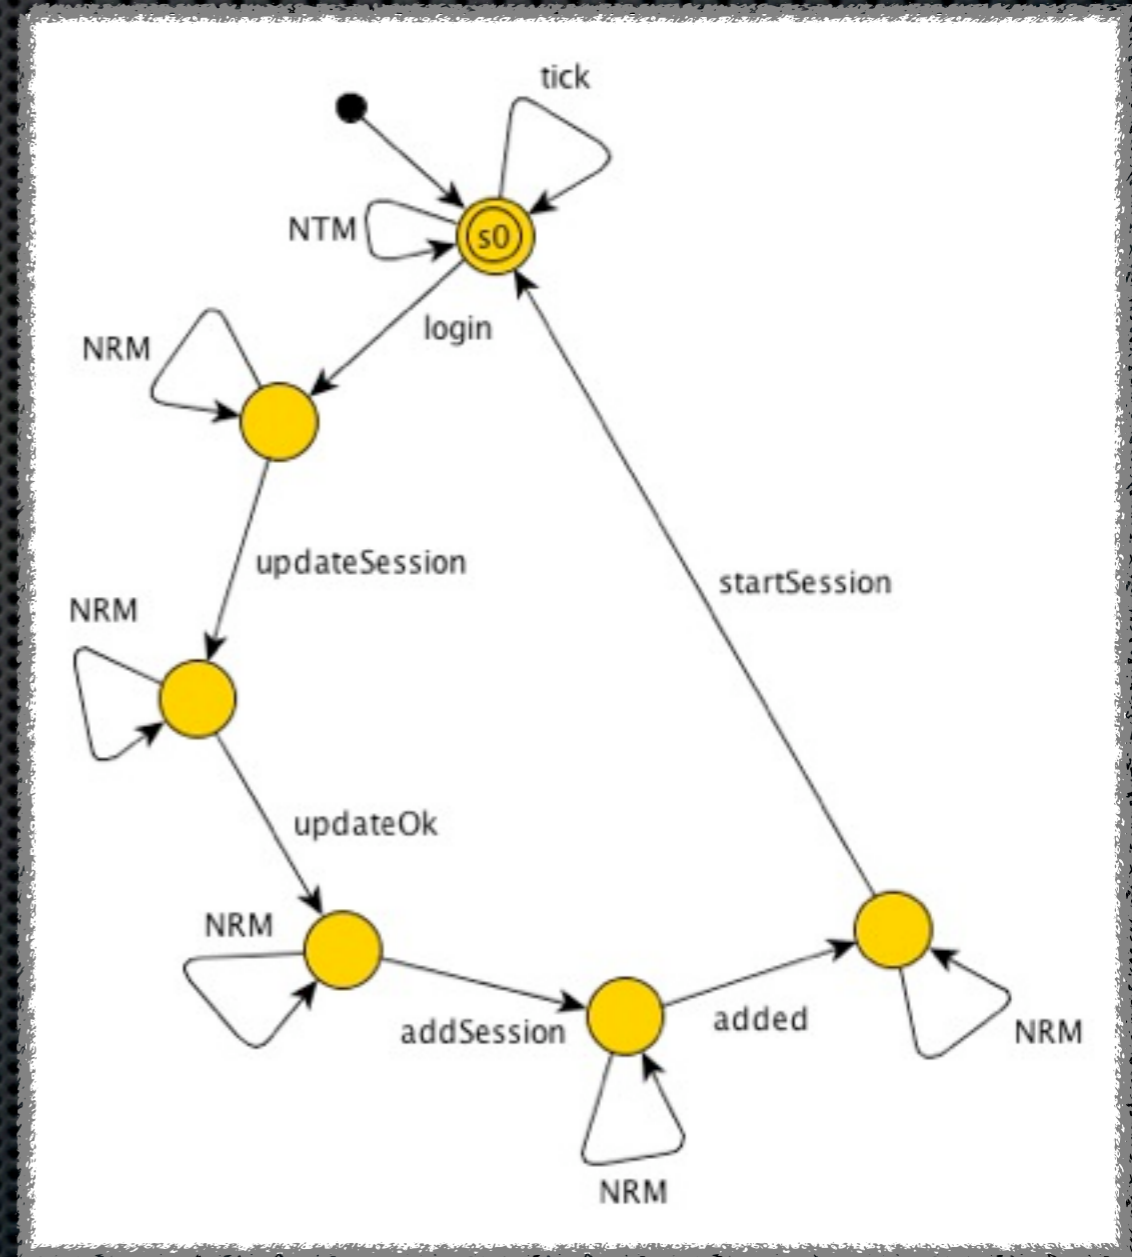 tick
NTM
s0
login
NRM
updateSession
startSession
NRM
updateOk
NRM
addSession
added
NRM
NRM